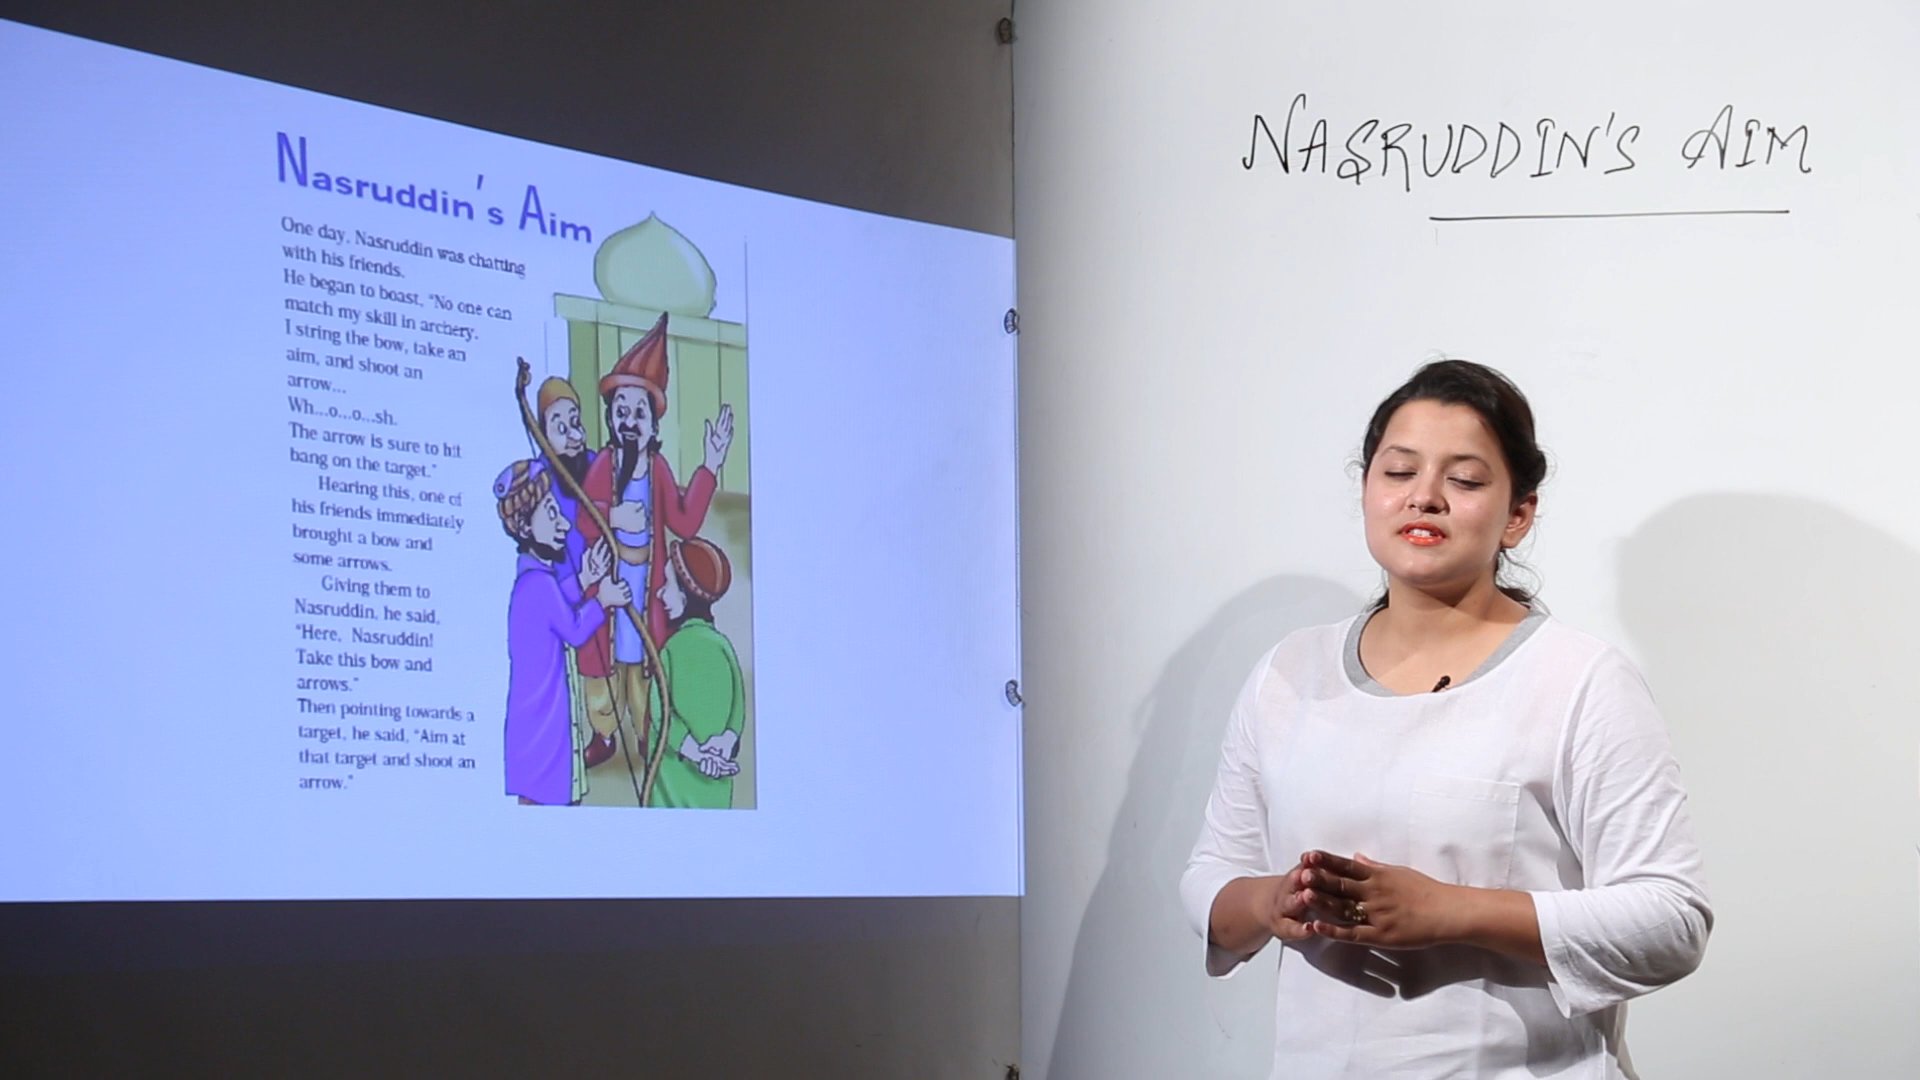 Nasruddin's Aim
One day, Nasruddin was chatting
with his friends.
He began to boast, "No one can
match my skill in archery.
I string the bow, take an
aim, and shoot an
arrow...
Wh...o...o...sh.
The arrow is sure to hit
bang on the target."
Hearing this, one of
his friends immediately
brought a bow and
some arrows.
Giving them to
Nasruddin, he said,
"Here, Nasruddin!
Take this bow and
arrows."
Then pointing towards a
target, he said, "Aim at
that target and shoot an
arrow."
NASRUDDIN'S AIM